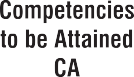 Competencies
to be Attained
CA